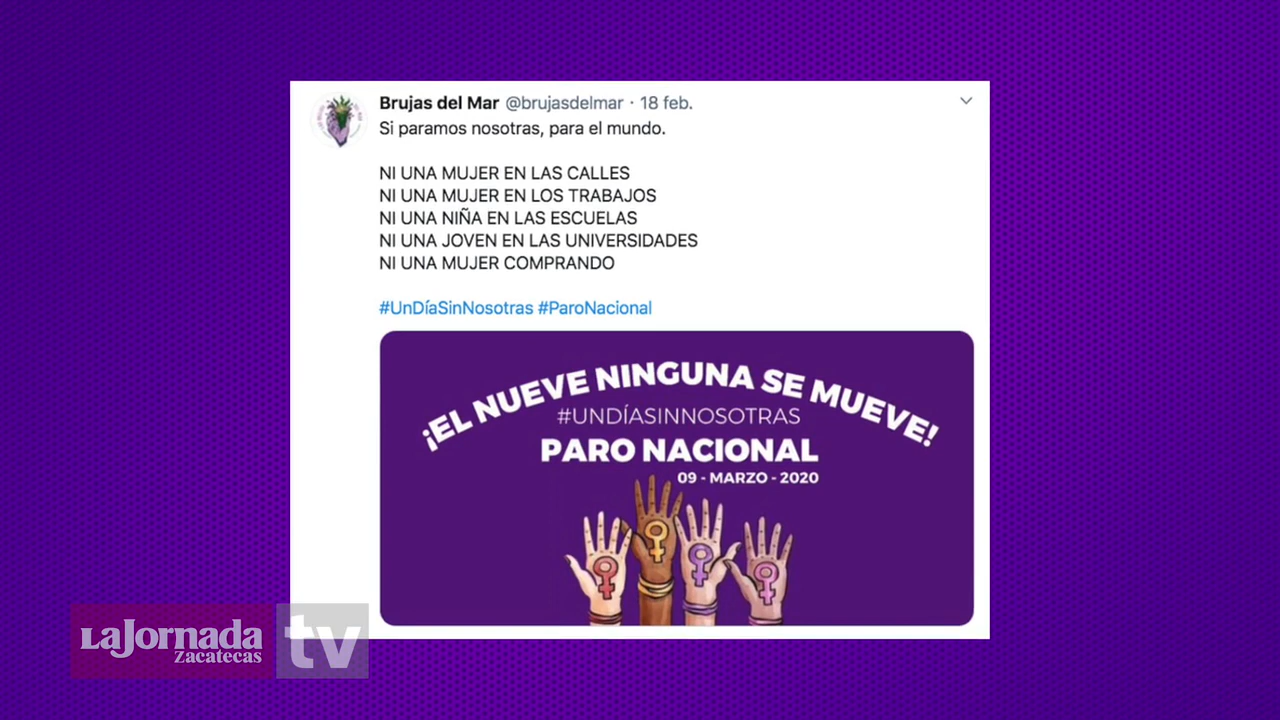 Brujas del Mar @brujasdelmar · 18 feb.
Si paramos nosotras, para el mundo.
NI UNA MUJER EN LAS CALLES
NI UNA MUJER EN LOS TRABAJOS
NI UNA NIÑA EN LAS ESCUELAS
NI UNA JOVEN EN LAS UNIVERSIDADES
NI UNA MUJER COMPRANDO
#UnDíaSinNosotras #ParoNacional
¡EL NUEVE NINGUNA SE MUEVE!
#UNDÍASINNOSOTRAS
PARO NACIONAL
09 - MARZO - 2020
La Jornada
Zacatecas
tv